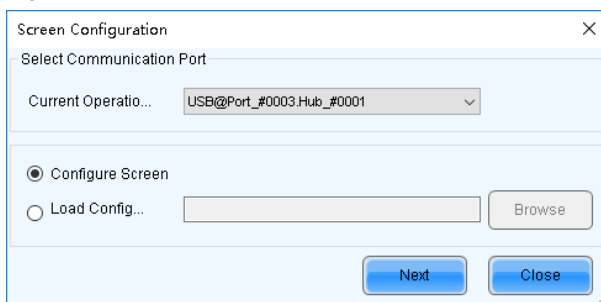 Screen Configuration
Select Communication Port
Current Operatio... USB@Port_#0003.Hub_#0001
Configure Screen
Load Config... Browse
Next Close